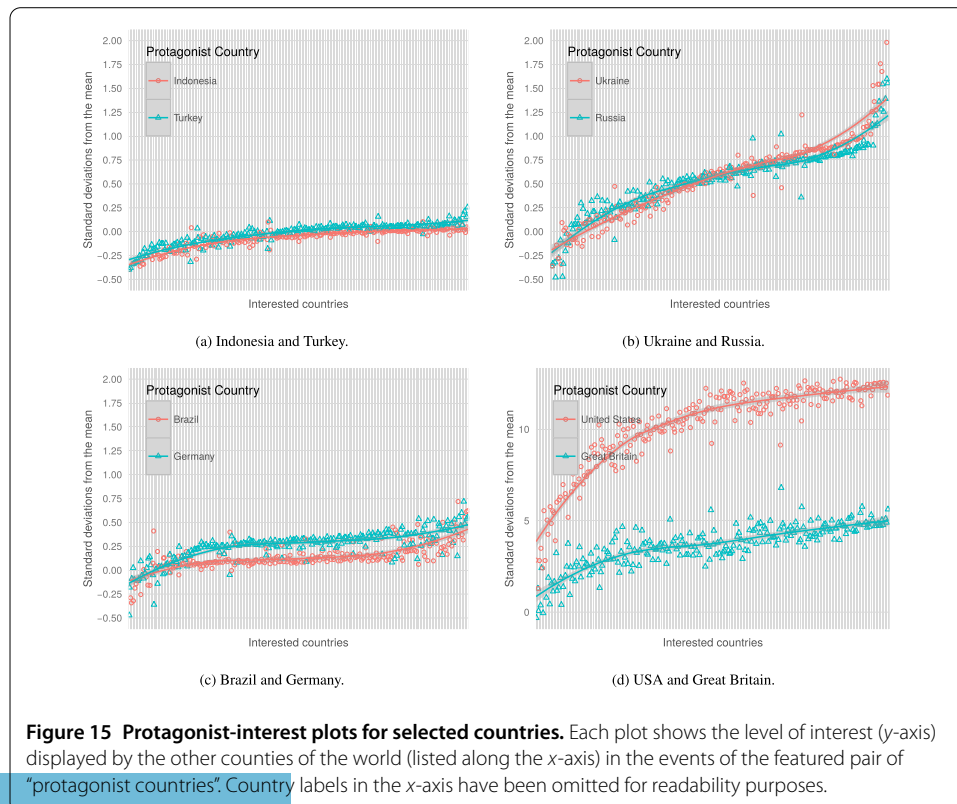 2.00
1.75
1.50
1.25
1.00
0.75
0.50
0.25
0.00
−0.25
−0.50
Standard deviations from the mean
Protagonist Country
Indonesia
Turkey
Interested countries
(a) Indonesia and Turkey.
2.00
1.75
1.50
1.25
1.00
0.75
0.50
0.25
0.00
−0.25
−0.50
Standard deviations from the mean
Protagonist Country
Ukraine
Russia
Interested countries
(b) Ukraine and Russia.
2.00
1.75
1.50
1.25
1.00
0.75
0.50
0.25
0.00
−0.25
−0.50
Standard deviations from the mean
Protagonist Country
Brazil
Germany
Interested countries
(c) Brazil and Germany.
10
5
0
Standard deviations from the mean
Protagonist Country
United States
Great Britain
Interested countries
(d) USA and Great Britain.
Figure 15 Protagonist-interest plots for selected countries. Each plot shows the level of interest (y-axis)
displayed by the other counties of the world (listed along the x-axis) in the events of the featured pair of
“protagonist countries”. Country labels in the x-axis have been omitted for readability purposes.